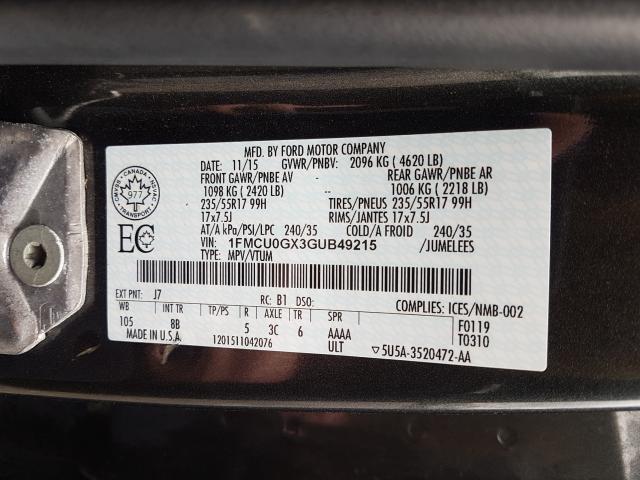 MFD. BY FORD MOTOR COMPANY
DATE: 11/15 GVWR/PNBV: 2096 KG ( 4620 LB)
FRONT GAWR/PNBE AV REAR GAWR/PNBE AR
1098 KG ( 2420 LB) 1006 KG ( 2218 LB)
235/55R17 99H TIRES/PNEUS 235/55R17 99H
17x7.5J RIMS/JANTES 17x7.5J
AT/A kPa/PSI/LPC 240/35 COLD/A FROID 240/35
VIN: 1FMCU0GX3GUB49215 /JUMELEES
TYPE: MPV/VTUM
CANADA
977
TRANSPORT
EC
EXT PNT: J7 RC: B1 DSO: COMPLIES: ICES/NMB-002
WB INT TR TP/PS R AXLE TR SPR F0119
105 8B 5 3C 6 AAAA T0310
MADE IN U.S.A. 1201511042076 ULT ▽5U5A-3520472-AA